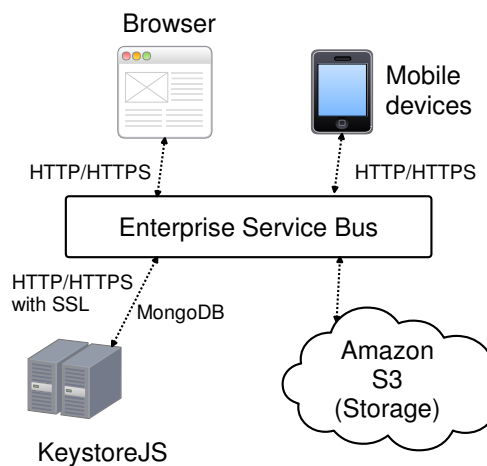 Browser
Mobile
devices
HTTP/HTTPS
HTTP/HTTPS
Enterprise Service Bus
HTTP/HTTPS
with SSL
MongoDB
Amazon
S3
(Storage)
KeystoreJS